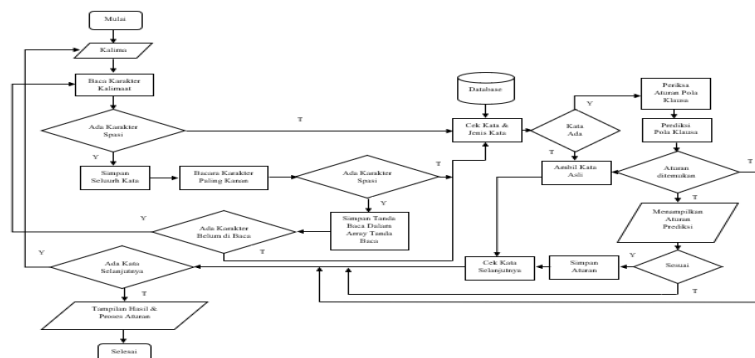 Mulai
Kalima
Baca Karakter
Kalimaat
Ada Karakter
Spasi
T
Y
Simpan
Seluruh Kata
Bacara Karakter
Paling Kanan
Ada Karakter
Spasi
T
Y
Simpan Tanda
Baca Dalam
Array Tanda
Baca
Ada Karakter
Belum di Baca
Y
T
Ada Kata
Selanjutnya
Y
T
Tampilan Hasil &
Proses Aturan
Selesai
Database
Cek Kata &
Jenis Kata
Kata
Ada
Y
T
Periksa
Aturan Pola
Klausa
Prediksi
Pola Klausa
Ambil Kata
Asli
Aturan
ditemukan
T
T
Menampilkan
Aturan
Prediksi
Sesuai
Y
T
Simpan
Aturan
Cek Kata
Selanjutnya